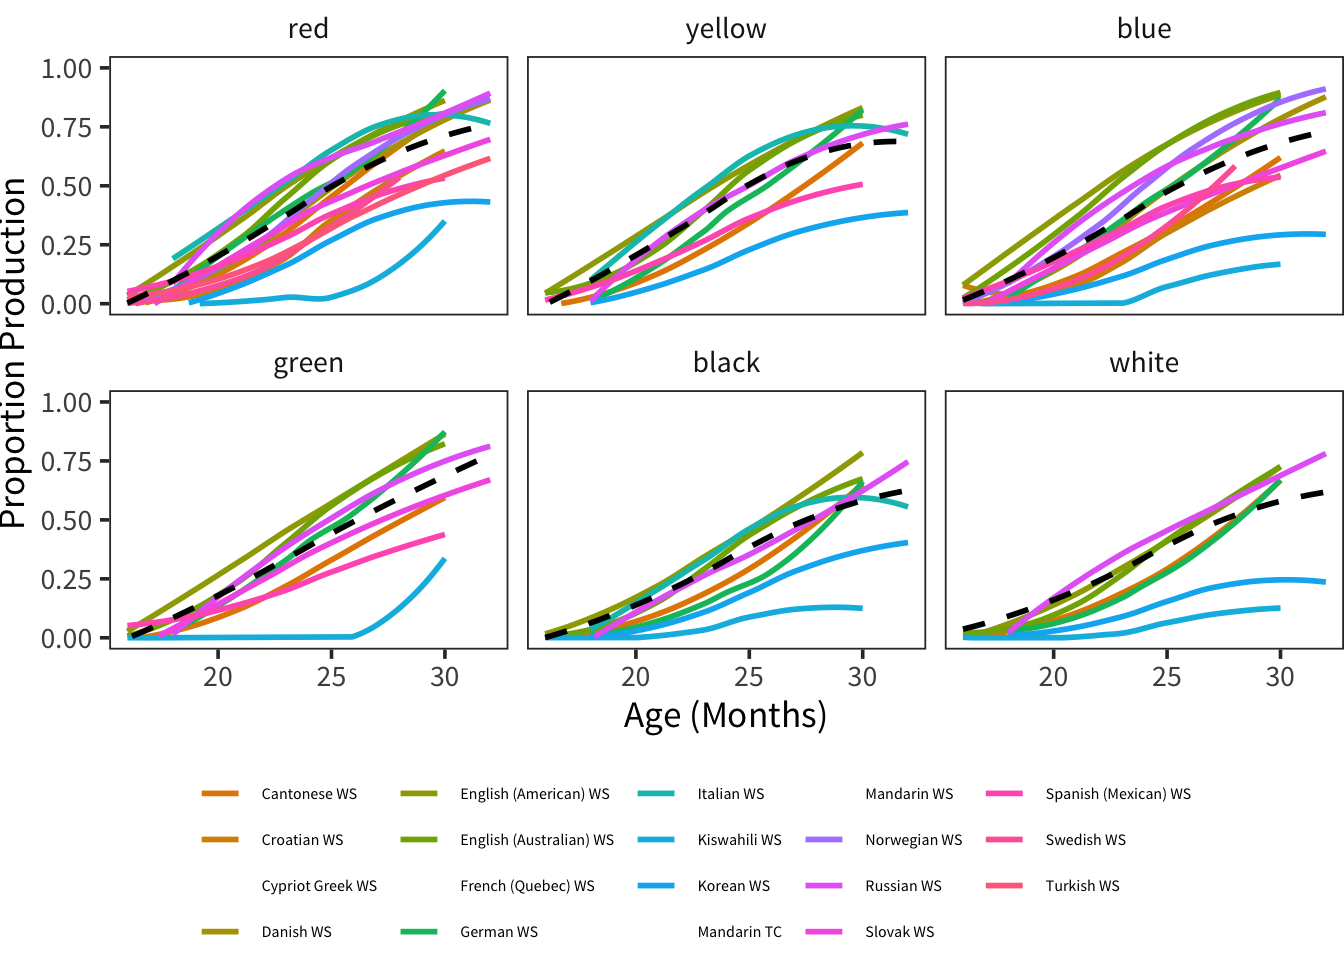 red yellow blue
1.00
0.75
0.50
0.25
0.00
Proportion Production
green black white
1.00
0.75
0.50
0.25
0.00
20 25 30 20 25 30 20 25 30
Age (Months)
Cantonese WS English (American) WS Italian WS Mandarin WS Spanish (Mexican) WS
Croatian WS English (Australian) WS Kiswahili WS Norwegian WS Swedish WS
Cypriot Greek WS French (Quebec) WS Korean WS Russian WS Turkish WS
Danish WS German WS Mandarin TC Slovak WS